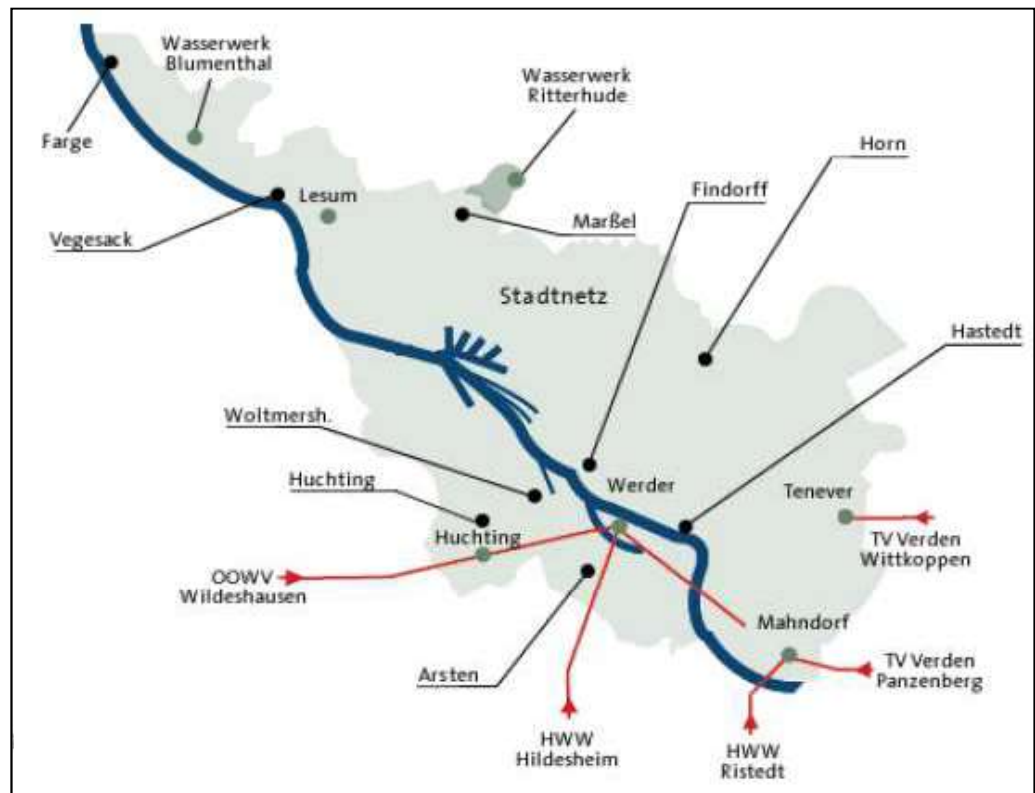 Wasserwerk
Blumenthal
Wasserwerk
Ritterhude
Farge
Horn
Lesum
Findorff
Marßel
Vegesack
Stadtnetz
Hastedt
Woltmersh.
Huchting
Werder
Tenever
Huchting
TV Verden
Wittkoppen
OOWV
Wildeshausen
Mahndorf
Arsten
TV Verden
Panzenberg
HWW
Hildesheim
HWW
Ristedt